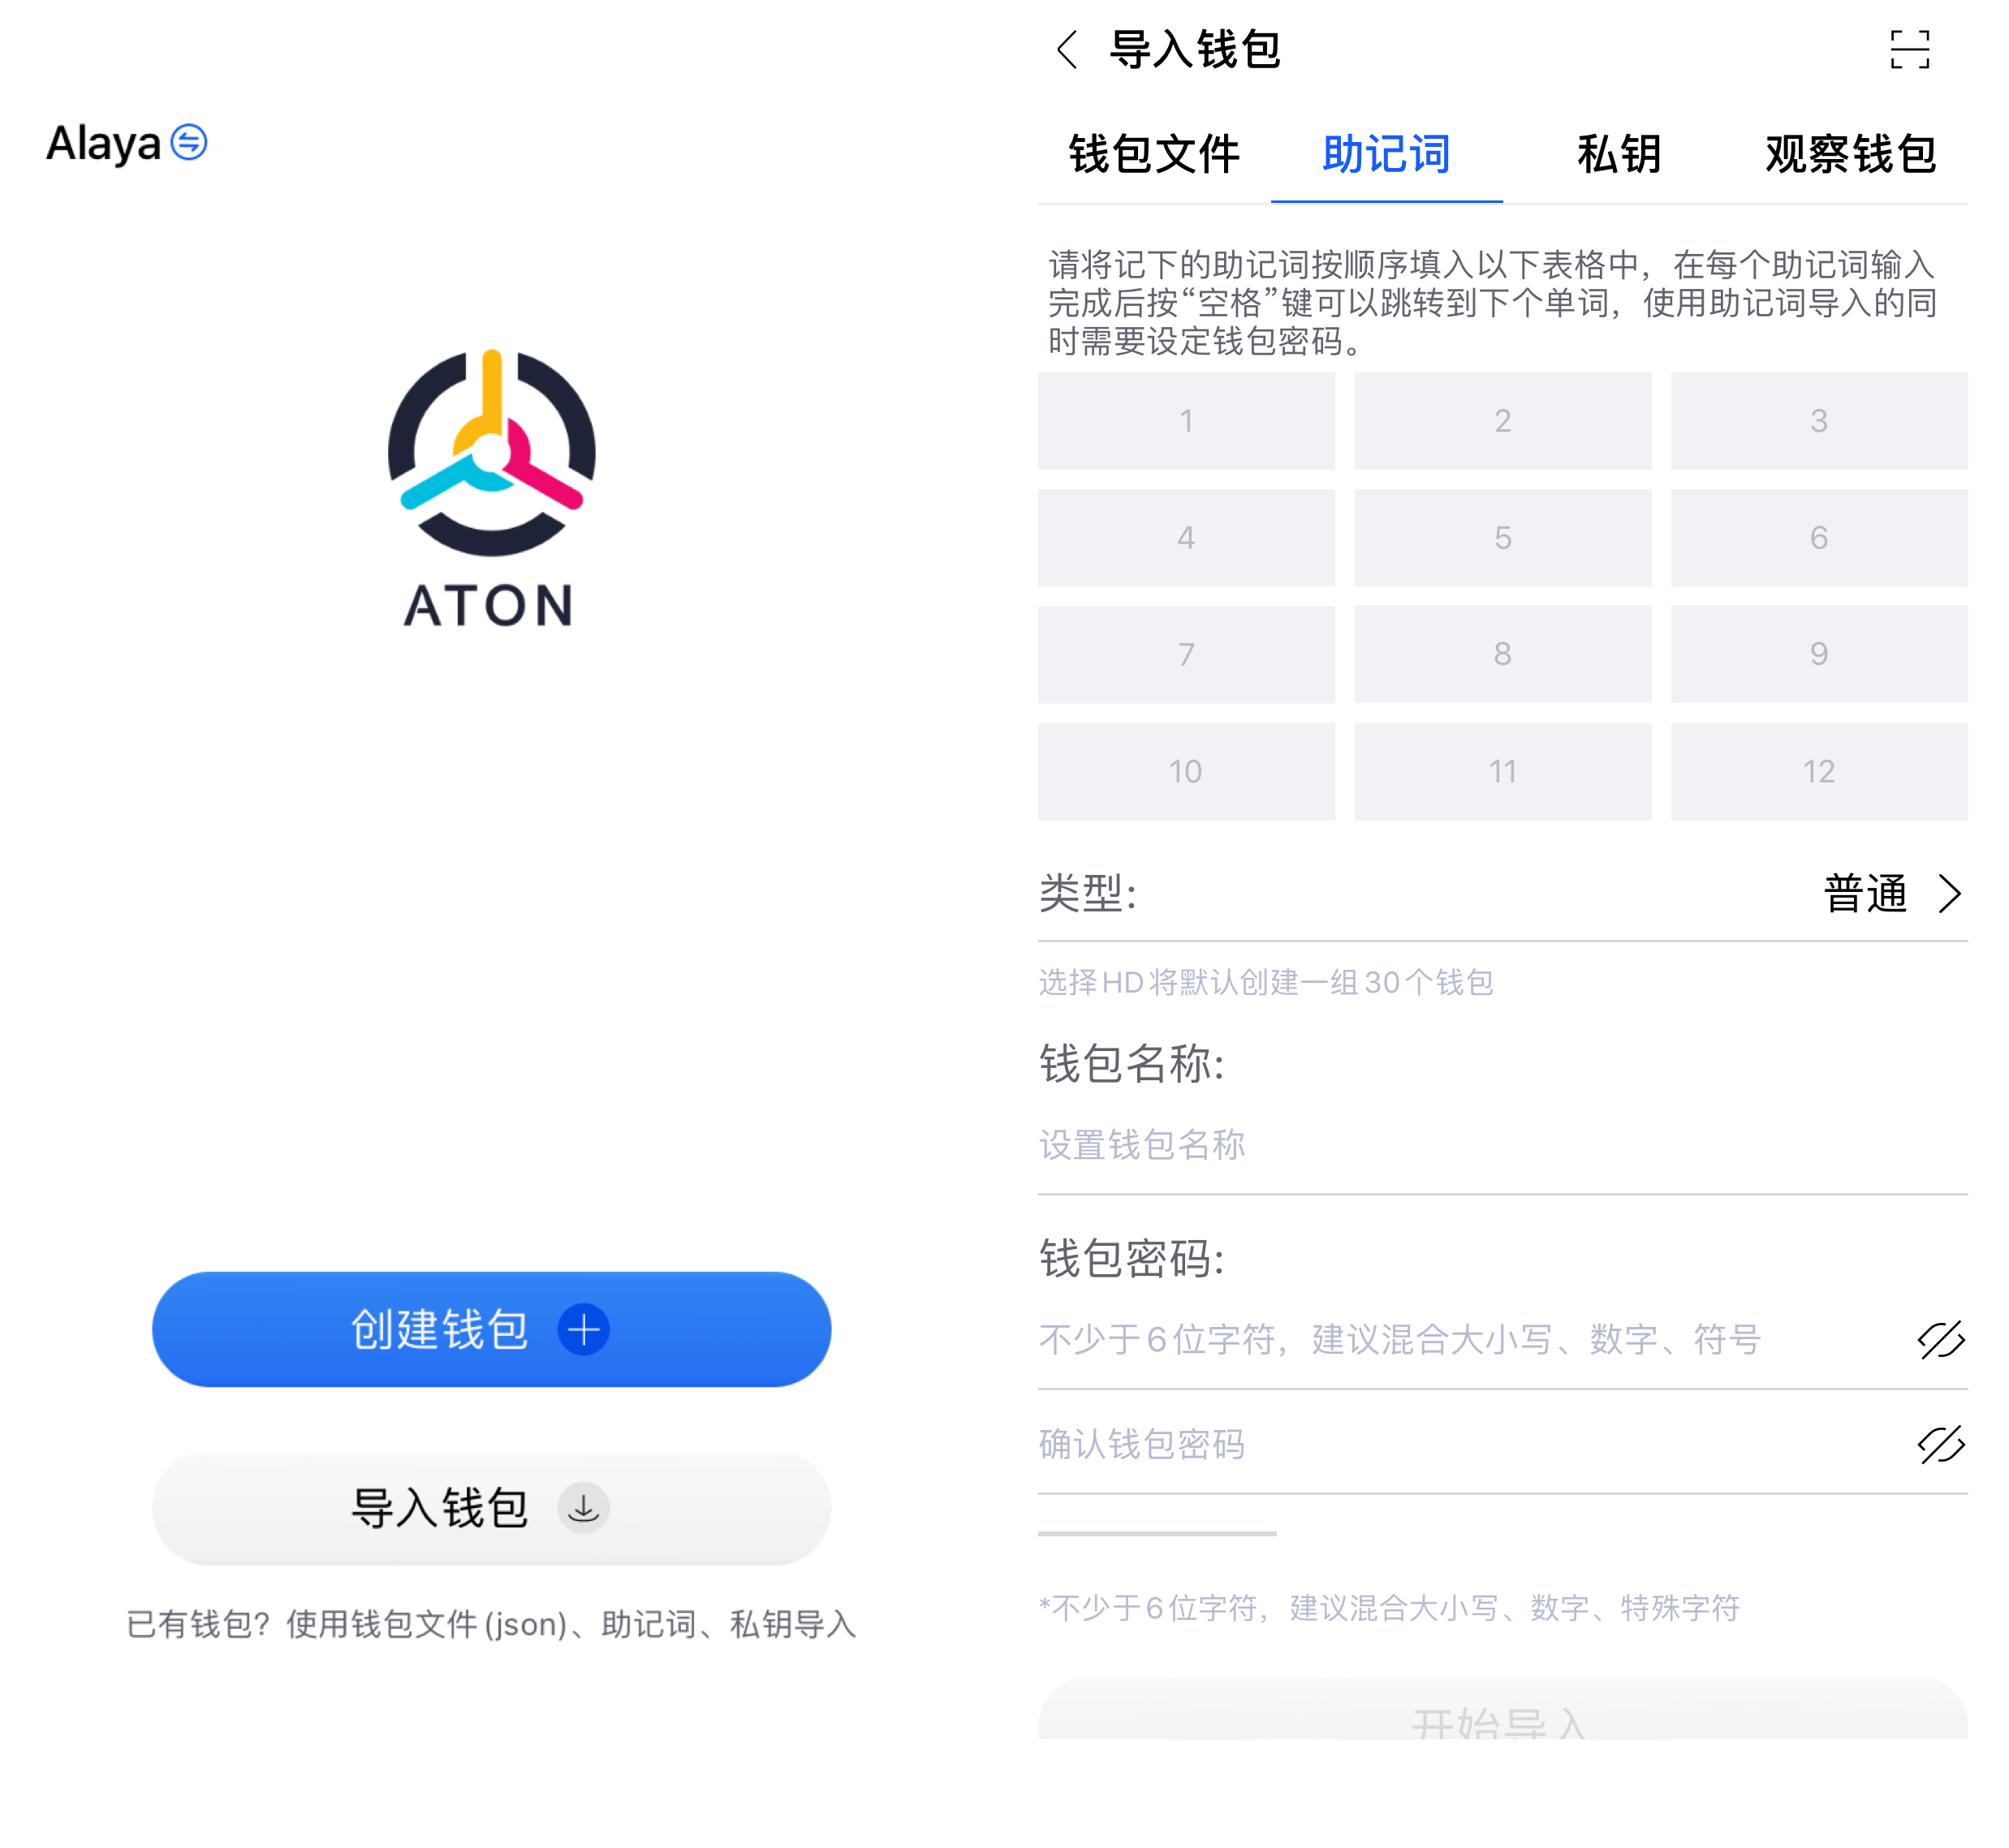 Alaya
ATON
创建钱包
导入钱包
已有钱包？使用钱包文件(json)、助记词、私钥导入
导入钱包
钱包文件 助记词 私钥 观察钱包
请将记下的助记词按顺序填入以下表格中，在每个助记词输入
完成后按“空格”键可以跳转到下个单词，使用助记词导入的同
时需要设定钱包密码。
1 2 3
4 5 6
7 8 9
10 11 12
类型： 普通
选择HD将默认创建一组30个钱包
钱包名称：
设置钱包名称
钱包密码：
不少于6位字符，建议混合大小写、数字、符号
确认钱包密码
*不少于6位字符，建议混合大小写、数字、特殊字符
开始导入